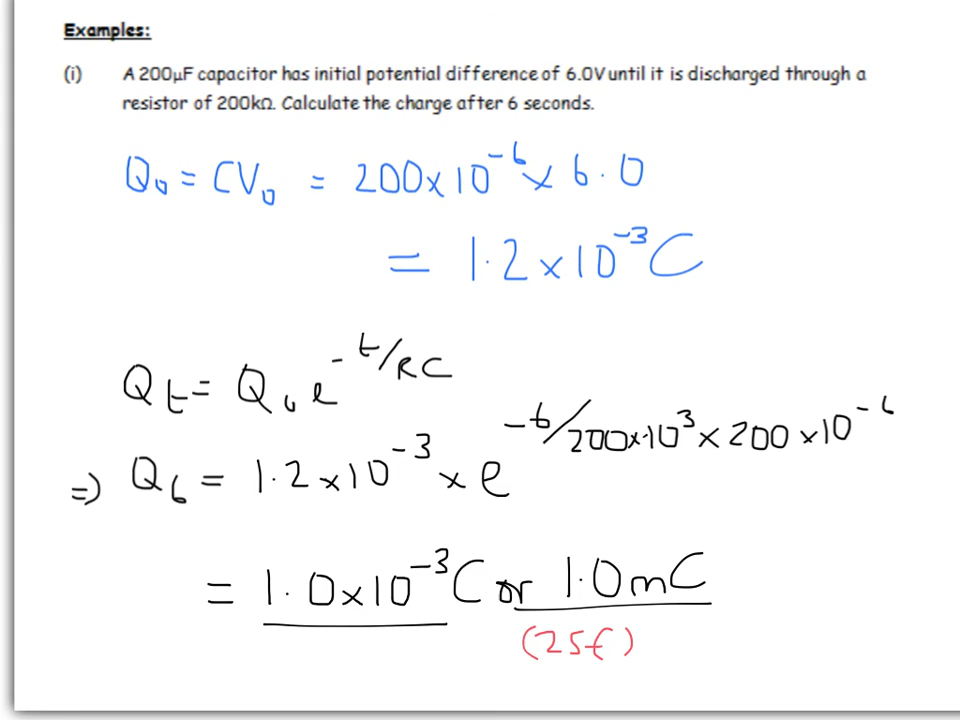 Examples:
(i) A 200µF capacitor has initial potential difference of 6.0V until it is discharged through a
resistor of 200kΩ. Calculate the charge after 6 seconds.
Q₀ = CV₀ = 200×10⁻⁶ × 6.0
= 1.2×10⁻³ C
Qt = Q₀ e^(-t/RC)
⇒ Q₆ = 1.2×10⁻³ × e^(-6/200×10³ × 200×10⁻⁶)
= 1.0×10⁻³ C or 1.0mC
(2sf)